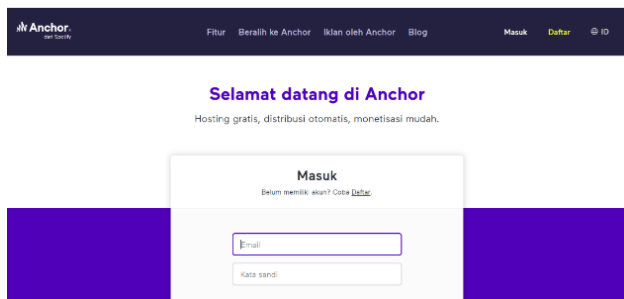 Anchor.
dari Spotify
Fitur Beralih ke Anchor Iklan oleh Anchor Blog Masuk Daftar ID
Selamat datang di Anchor
Hosting gratis, distribusi otomatis, monetisasi mudah.
Masuk
Belum memiliki akun? Coba Daftar.
Email
Kata sandi